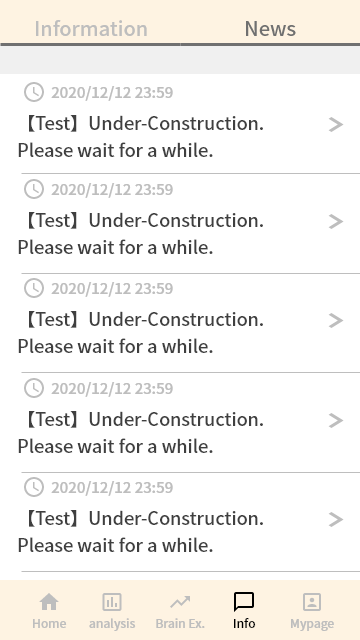 Information News
2020/12/12 23:59
【Test】Under-Construction.
Please wait for a while.
2020/12/12 23:59
【Test】Under-Construction.
Please wait for a while.
2020/12/12 23:59
【Test】Under-Construction.
Please wait for a while.
2020/12/12 23:59
【Test】Under-Construction.
Please wait for a while.
2020/12/12 23:59
【Test】Under-Construction.
Please wait for a while.
Home analysis Brain Ex. Info Mypage